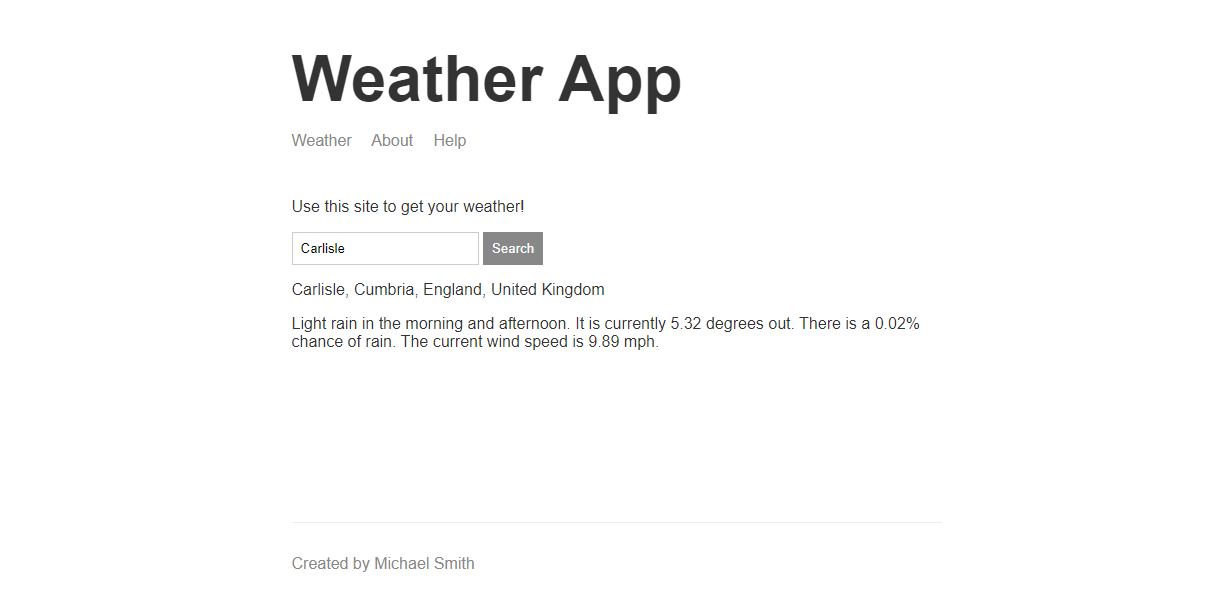 Weather App
Weather About Help
Use this site to get your weather!
Carlisle Search
Carlisle, Cumbria, England, United Kingdom
Light rain in the morning and afternoon. It is currently 5.32 degrees out. There is a 0.02%
chance of rain. The current wind speed is 9.89 mph.
Created by Michael Smith